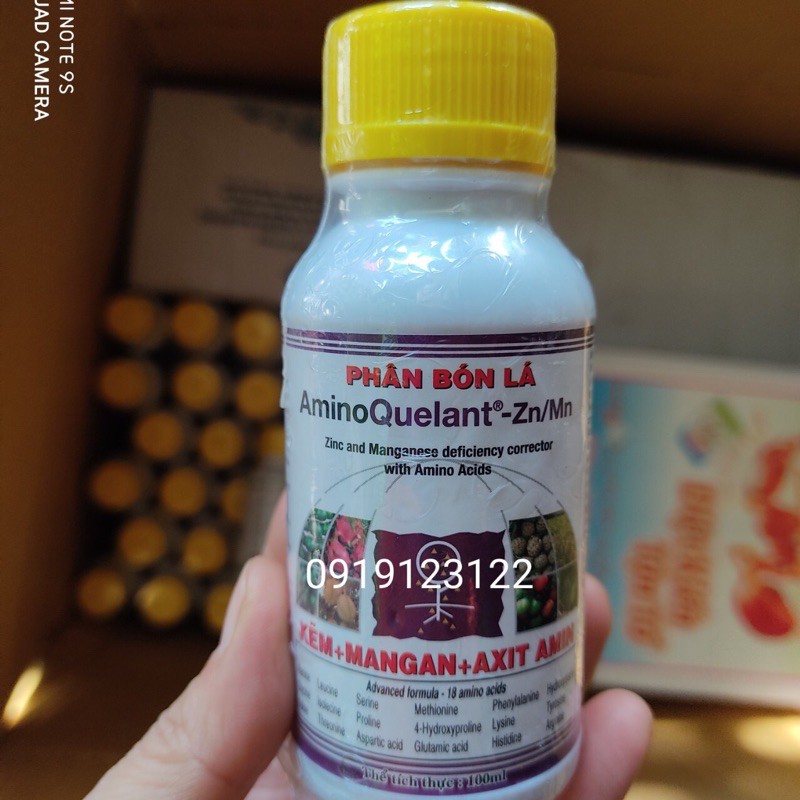 MI NOTE 9S
UAD CAMERA
PHÂN BÓN LÁ
AminoQuelant®-Zn/Mn
Zinc and Manganese deficiency corrector
with Amino Acids
0919123122
KẼM+MANGAN+AXIT AMIN
Advanced formula - 18 amino acids
Leucine Serine Methionine Phenylalanine
Isoleucine Proline 4-Hydroxyproline Lysine
Threonine Aspartic acid Glutamic acid Histidine
Thể tích thực : 100ml